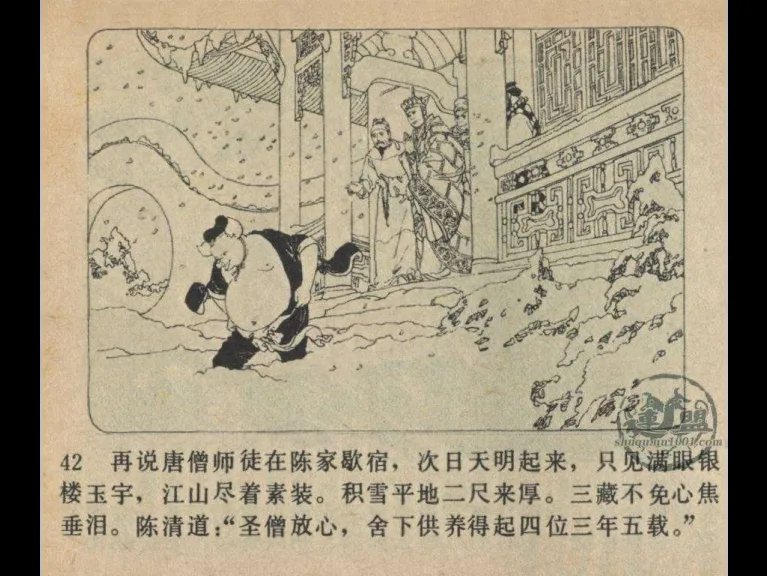 shuqumu1001.com
42 再说唐僧师徒在陈家歇宿，次日天明起来，只见满眼银
楼玉宇，江山尽着素装。积雪平地二尺来厚。三藏不免心焦
垂泪。陈清道：“圣僧放心，舍下供养得起四位三年五载。”